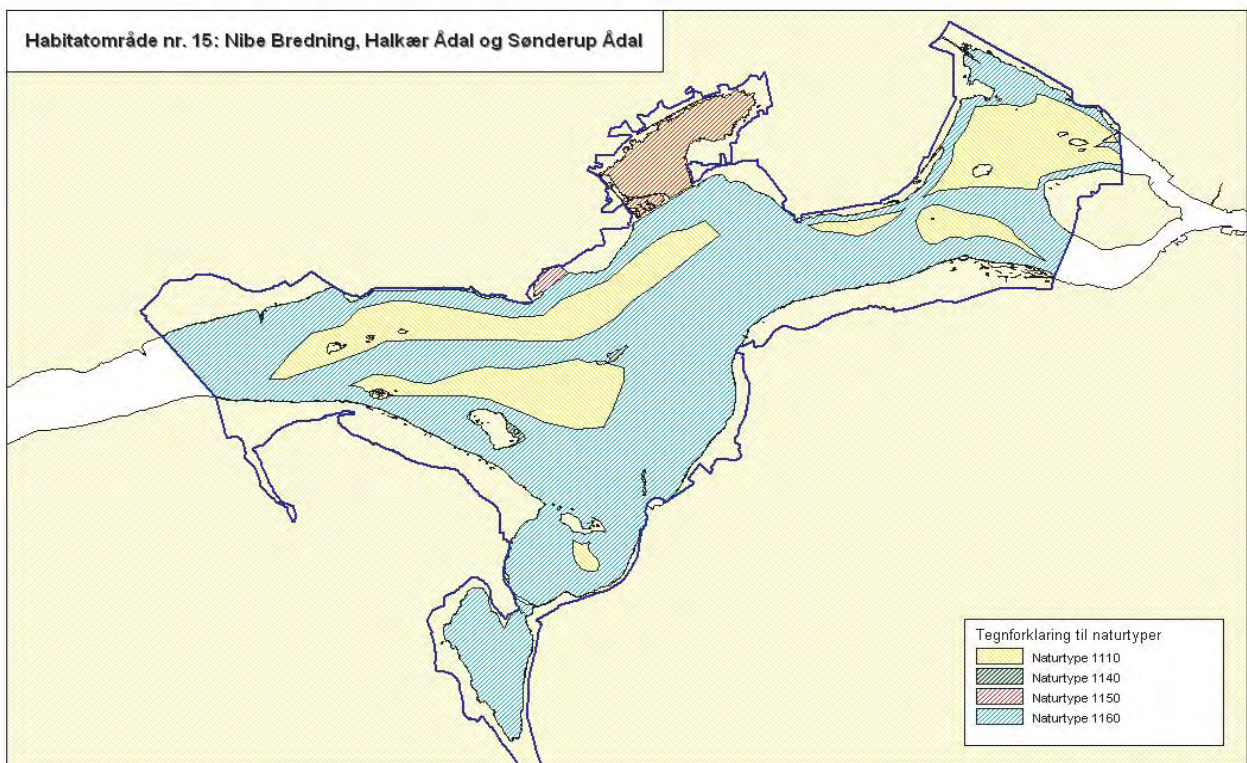 Habitatområde nr. 15: Nibe Bredning, Halkær Ådal og Sønderup Ådal
Tegnforklaring til naturtyper
Naturtype 1110
Naturtype 1140
Naturtype 1150
Naturtype 1160